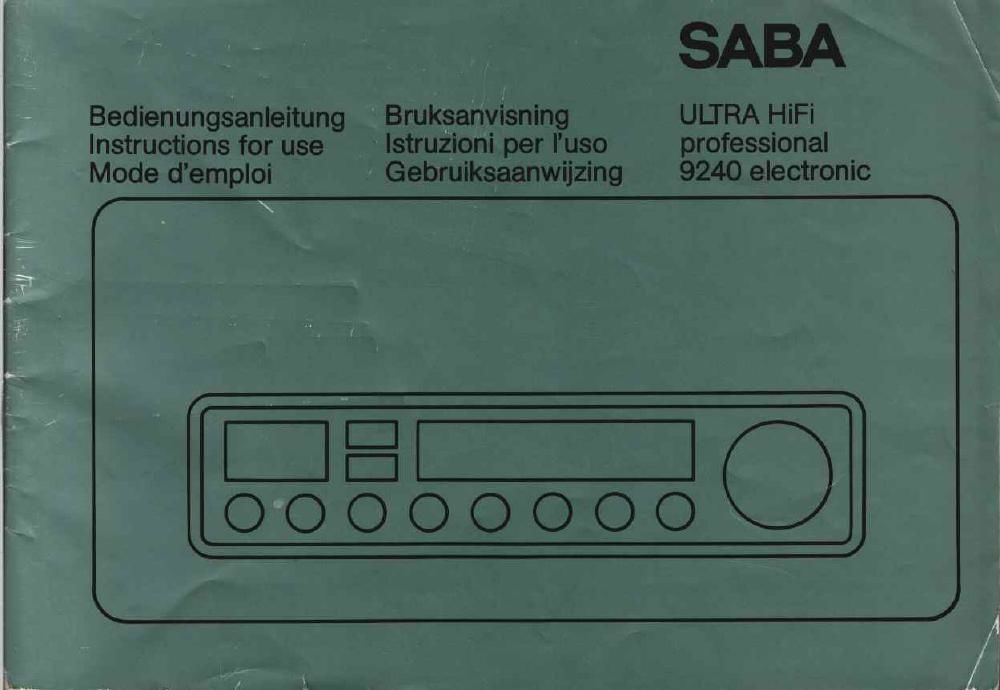 SABA
Bedienungsanleitung
Instructions for use
Mode d'emploi
Bruksanvisning
Istruzioni per l'uso
Gebruiksaanwijzing
ULTRA HiFi
professional
9240 electronic